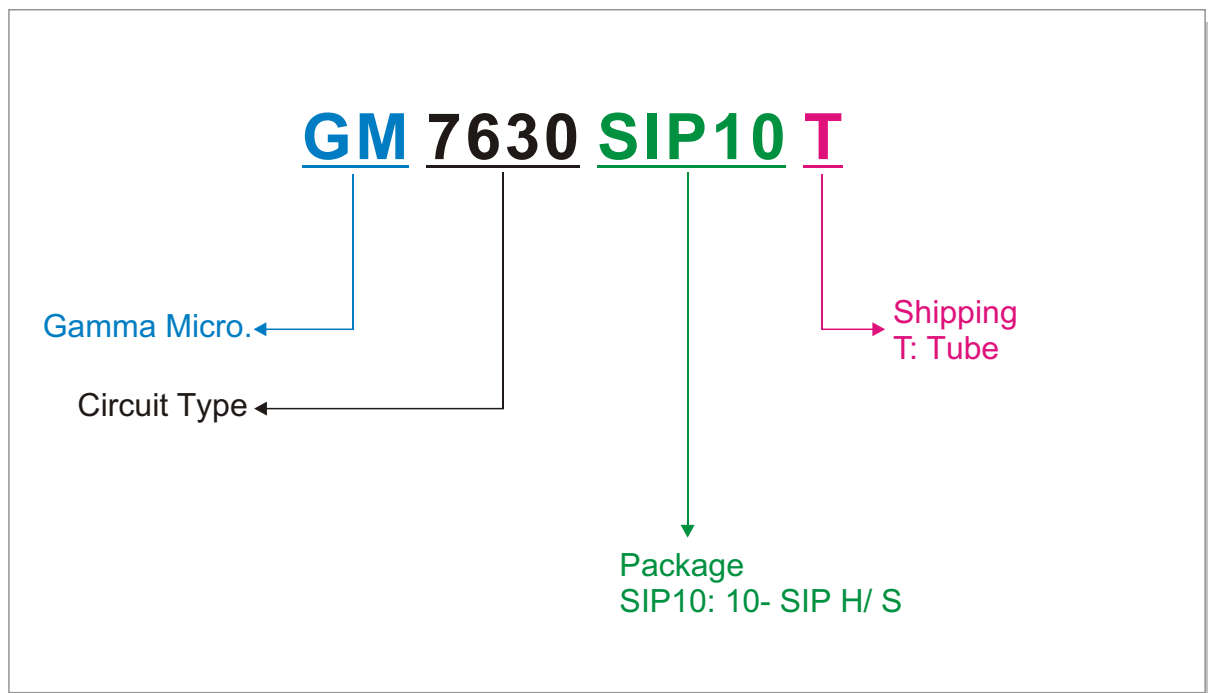 GM 7630 SIP10 T
Gamma Micro.
Shipping
T: Tube
Circuit Type
Package
SIP10: 10- SIP H/ S